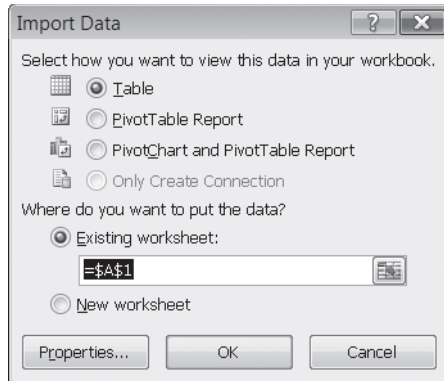 Import Data
Select how you want to view this data in your workbook.
Table
PivotTable Report
PivotChart and PivotTable Report
Only Create Connection
Where do you want to put the data?
Existing worksheet:
=$A$1
New worksheet
Properties... OK Cancel